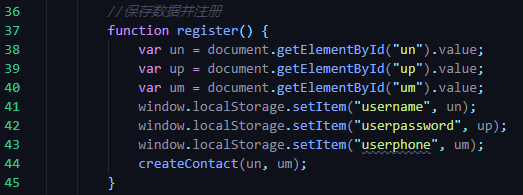 36 //保存数据并注册
37 function register() {
38 var un = document.getElementById("un").value;
39 var up = document.getElementById("up").value;
40 var um = document.getElementById("um").value;
41 window.localStorage.setItem("username", un);
42 window.localStorage.setItem("userpassword", up);
43 window.localStorage.setItem("userphone", um);
44 createContact(un, um);
45 }